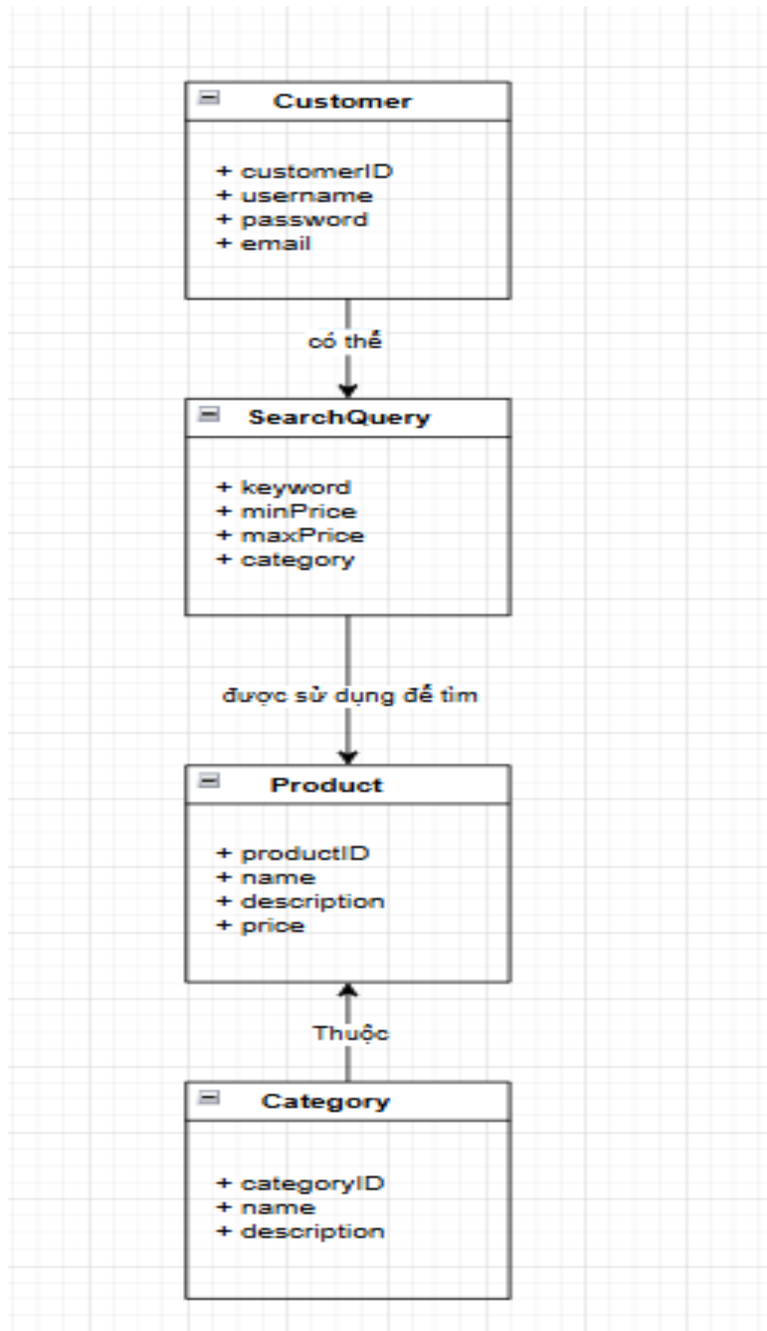 Customer
+ customerID
+ username
+ password
+ email
có thể
SearchQuery
+ keyword
+ minPrice
+ maxPrice
+ category
được sử dụng để tìm
Product
+ productID
+ name
+ description
+ price
Thuộc
Category
+ categoryID
+ name
+ description